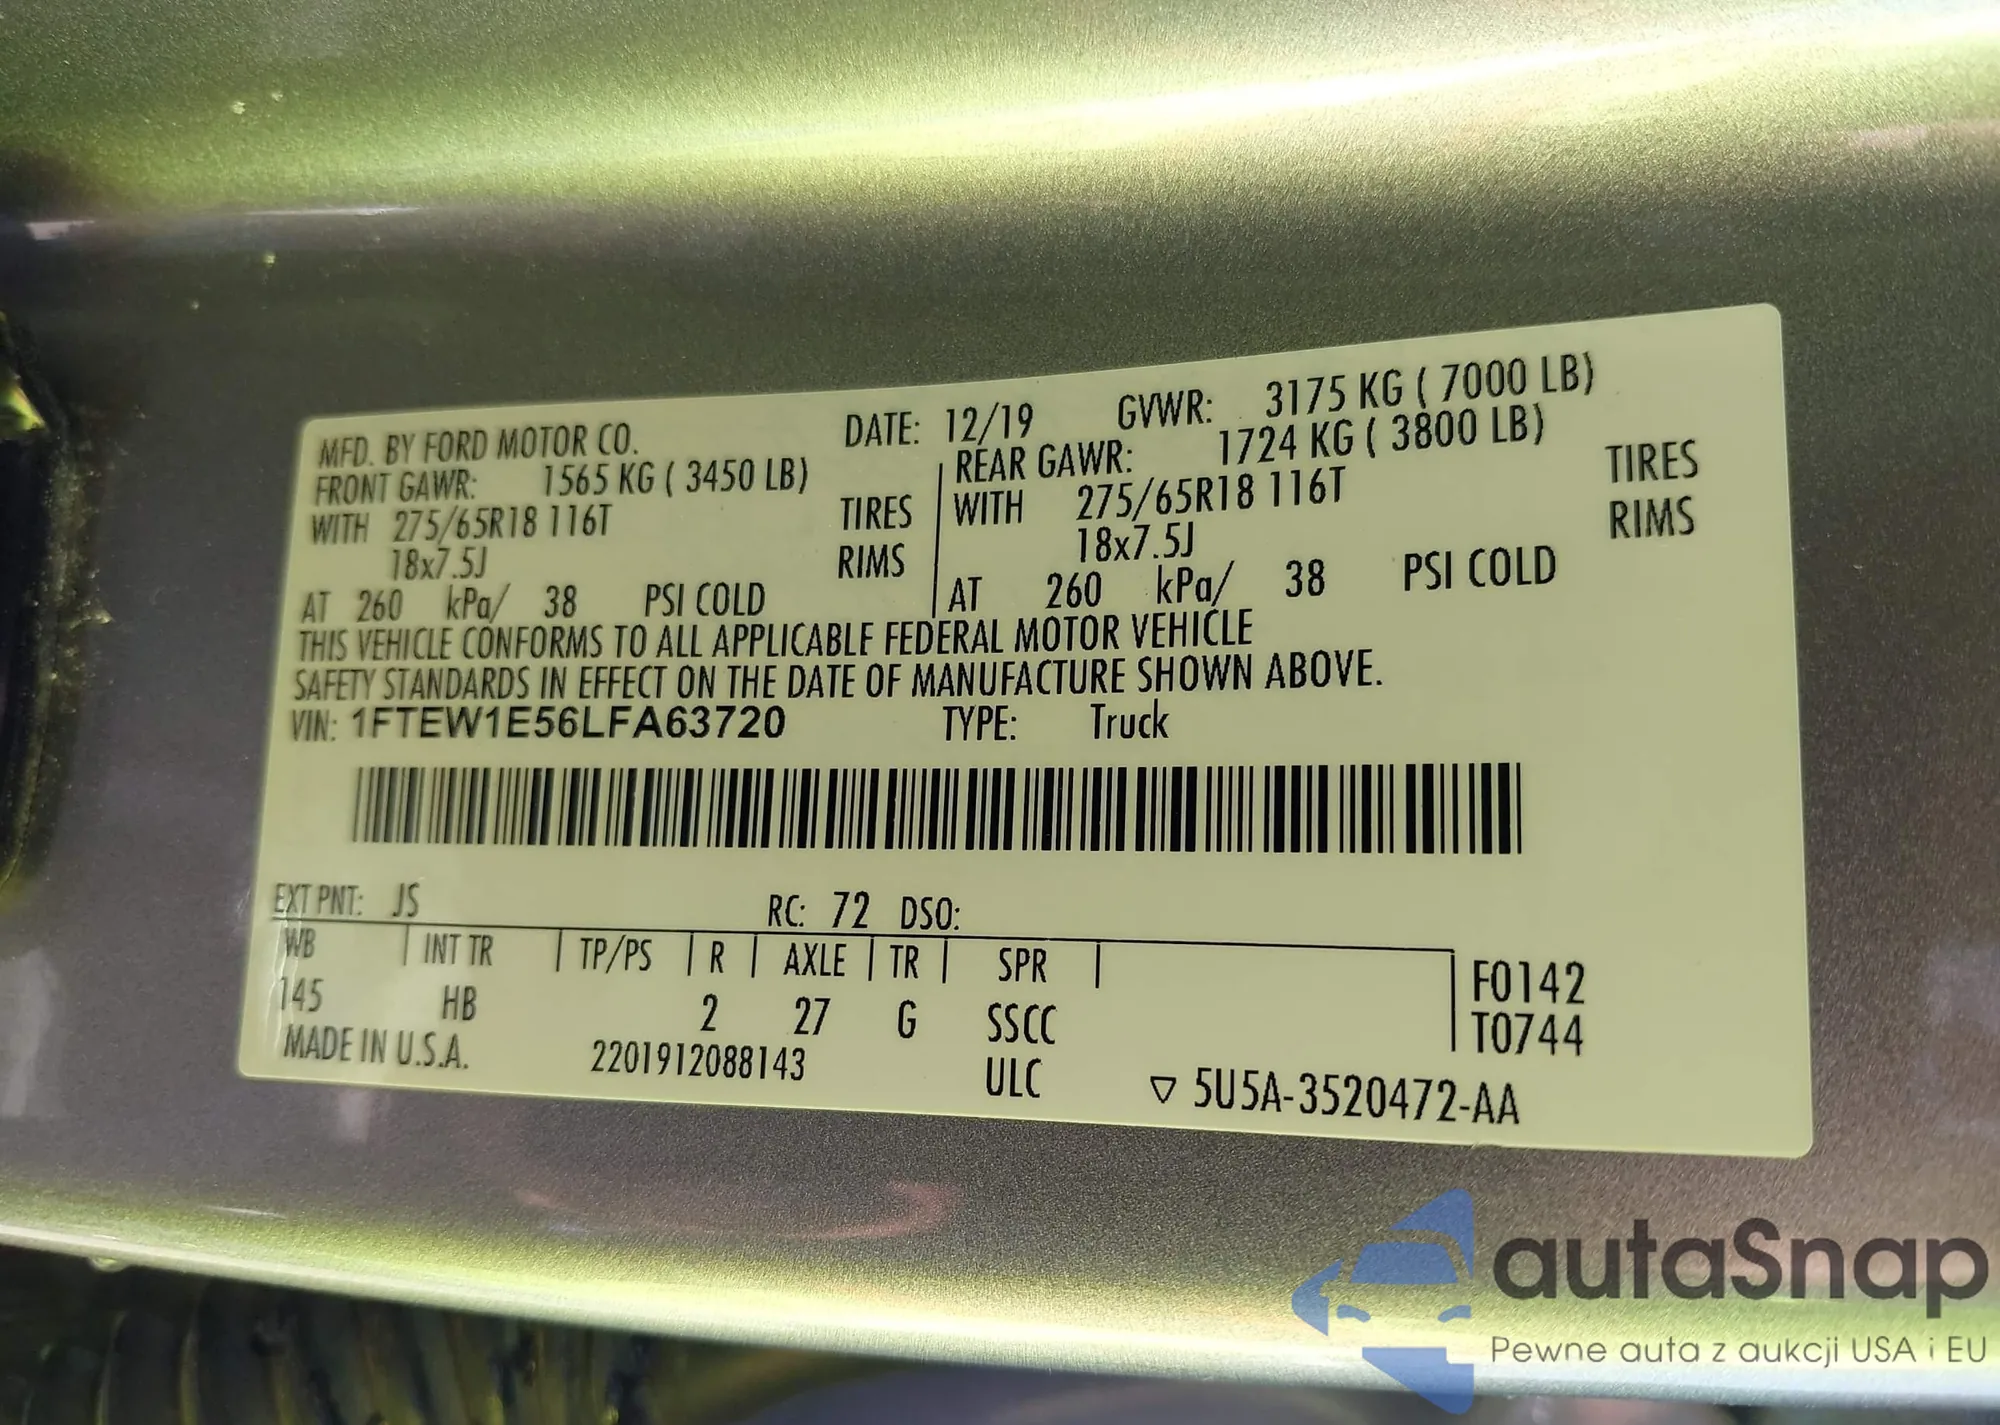 MFD. BY FORD MOTOR CO. DATE: 12/19 GVWR: 3175 KG ( 7000 LB)
FRONT GAWR: 1565 KG ( 3450 LB) REAR GAWR: 1724 KG ( 3800 LB)
WITH 275/65R18 116T TIRES WITH 275/65R18 116T TIRES
18x7.5J RIMS 18x7.5J RIMS
AT 260 kPa/ 38 PSI COLD AT 260 kPa/ 38 PSI COLD
THIS VEHICLE CONFORMS TO ALL APPLICABLE FEDERAL MOTOR VEHICLE
SAFETY STANDARDS IN EFFECT ON THE DATE OF MANUFACTURE SHOWN ABOVE.
VIN: 1FTEW1E56LFA63720 TYPE: Truck
EXT PNT: JS RC: 72 DSO:
WB INT TR TP/PS R AXLE TR SPR F0142
145 HB 2 27 G SSCC T0744
MADE IN U.S.A. 2201912088143 ULC ▽ 5U5A-3520472-AA
autaSnap
Pewne auta z aukcji USA i EU